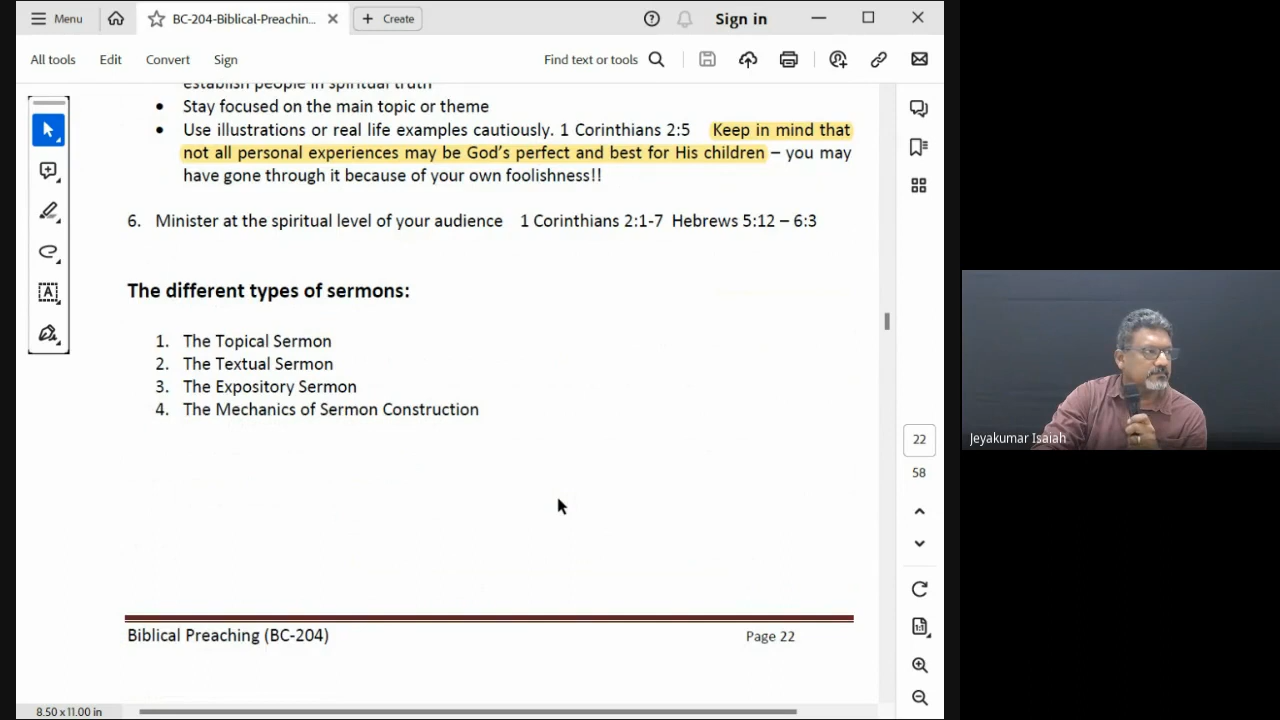 Menu
BC-204-Biblical-Preachin...
Create
Sign in
All tools
Edit
Convert
Sign
Find text or tools
establish people in spiritual truth
• Stay focused on the main topic or theme
• Use illustrations or real life examples cautiously. 1 Corinthians 2:5 Keep in mind that
not all personal experiences may be God's perfect and best for His children – you may
have gone through it because of your own foolishness!!
6. Minister at the spiritual level of your audience 1 Corinthians 2:1-7 Hebrews 5:12 – 6:3
The different types of sermons:
1. The Topical Sermon
2. The Textual Sermon
3. The Expository Sermon
4. The Mechanics of Sermon Construction
Jeyakumar Isaiah
22
58
Biblical Preaching (BC-204)
Page 22
8.50 x 11.00 in